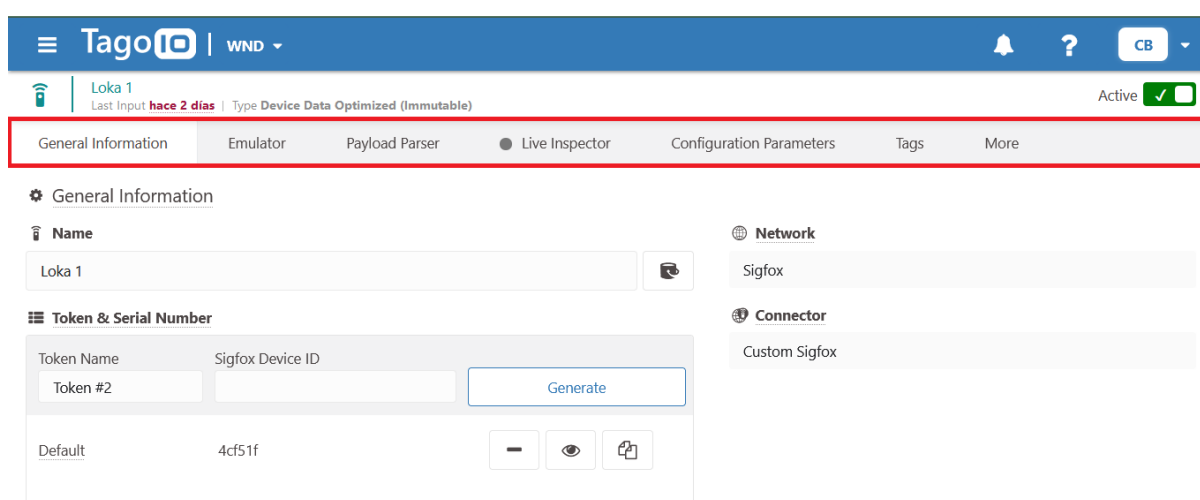 TagoIO | WND
? CB
Loka 1
Last Input hace 2 días | Type Device Data Optimized (Immutable)
Active
General Information Emulator Payload Parser Live Inspector Configuration Parameters Tags More
General Information
Name
Loka 1
Network
Sigfox
Token & Serial Number
Connector
Custom Sigfox
Token Name Sigfox Device ID
Token #2 Generate
Default 4cf51f